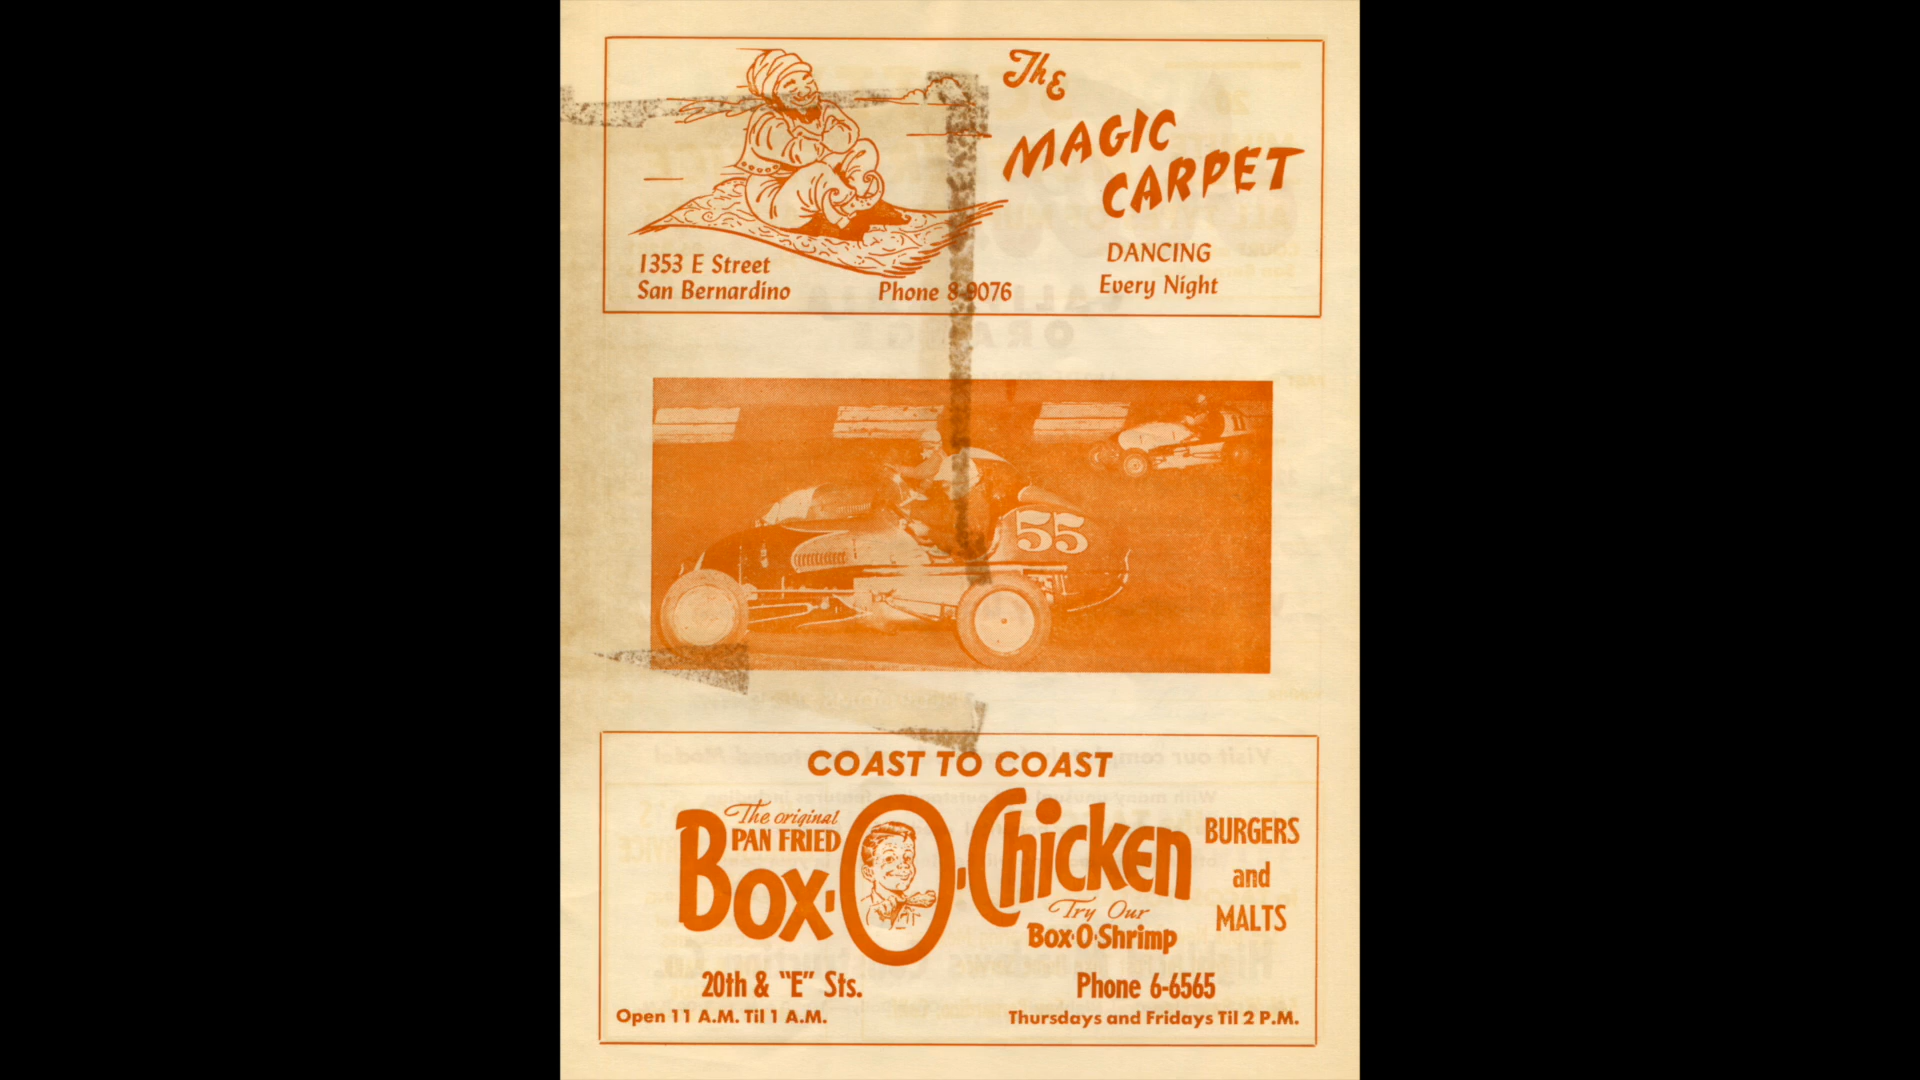 The
MAGIC
CARPET
DANCING
Every Night
1353 E Street
San Bernardino
Phone 8-9076
55
11
COAST TO COAST
The original
PAN FRIED
Box-O-Chicken
Try Our
Box-O-Shrimp
BURGERS
and
MALTS
20th & "E" Sts.
Phone 6-6565
Open 11 A.M. Til 1 A.M.
Thursdays and Fridays Til 2 P.M.